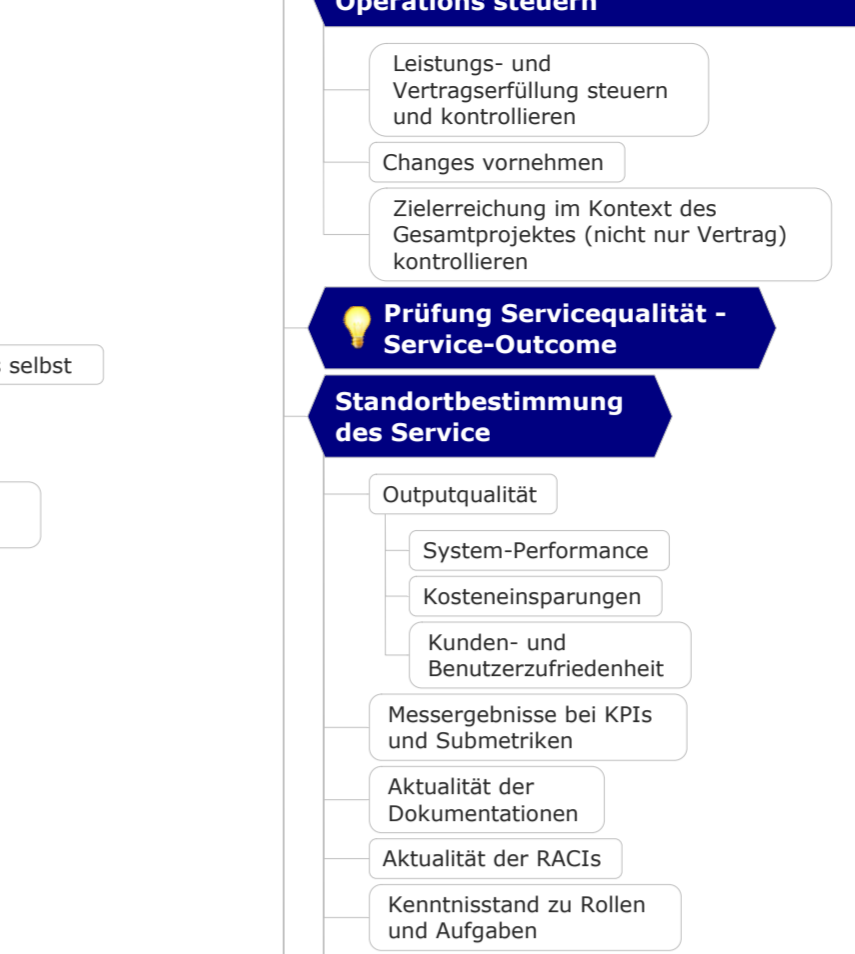 Operations steuern
Leistungs- und
Vertragserfüllung steuern
und kontrollieren
Changes vornehmen
Zielerreichung im Kontext des
Gesamtprojektes (nicht nur Vertrag)
kontrollieren
Prüfung Servicequalität -
Service-Outcome
selbst
Standortbestimmung
des Service
Outputqualität
System-Performance
Kosteneinsparungen
Kunden- und
Benutzerzufriedenheit
Messergebnisse bei KPIs
und Submetriken
Aktualität der
Dokumentationen
Aktualität der RACIs
Kenntnisstand zu Rollen
und Aufgaben